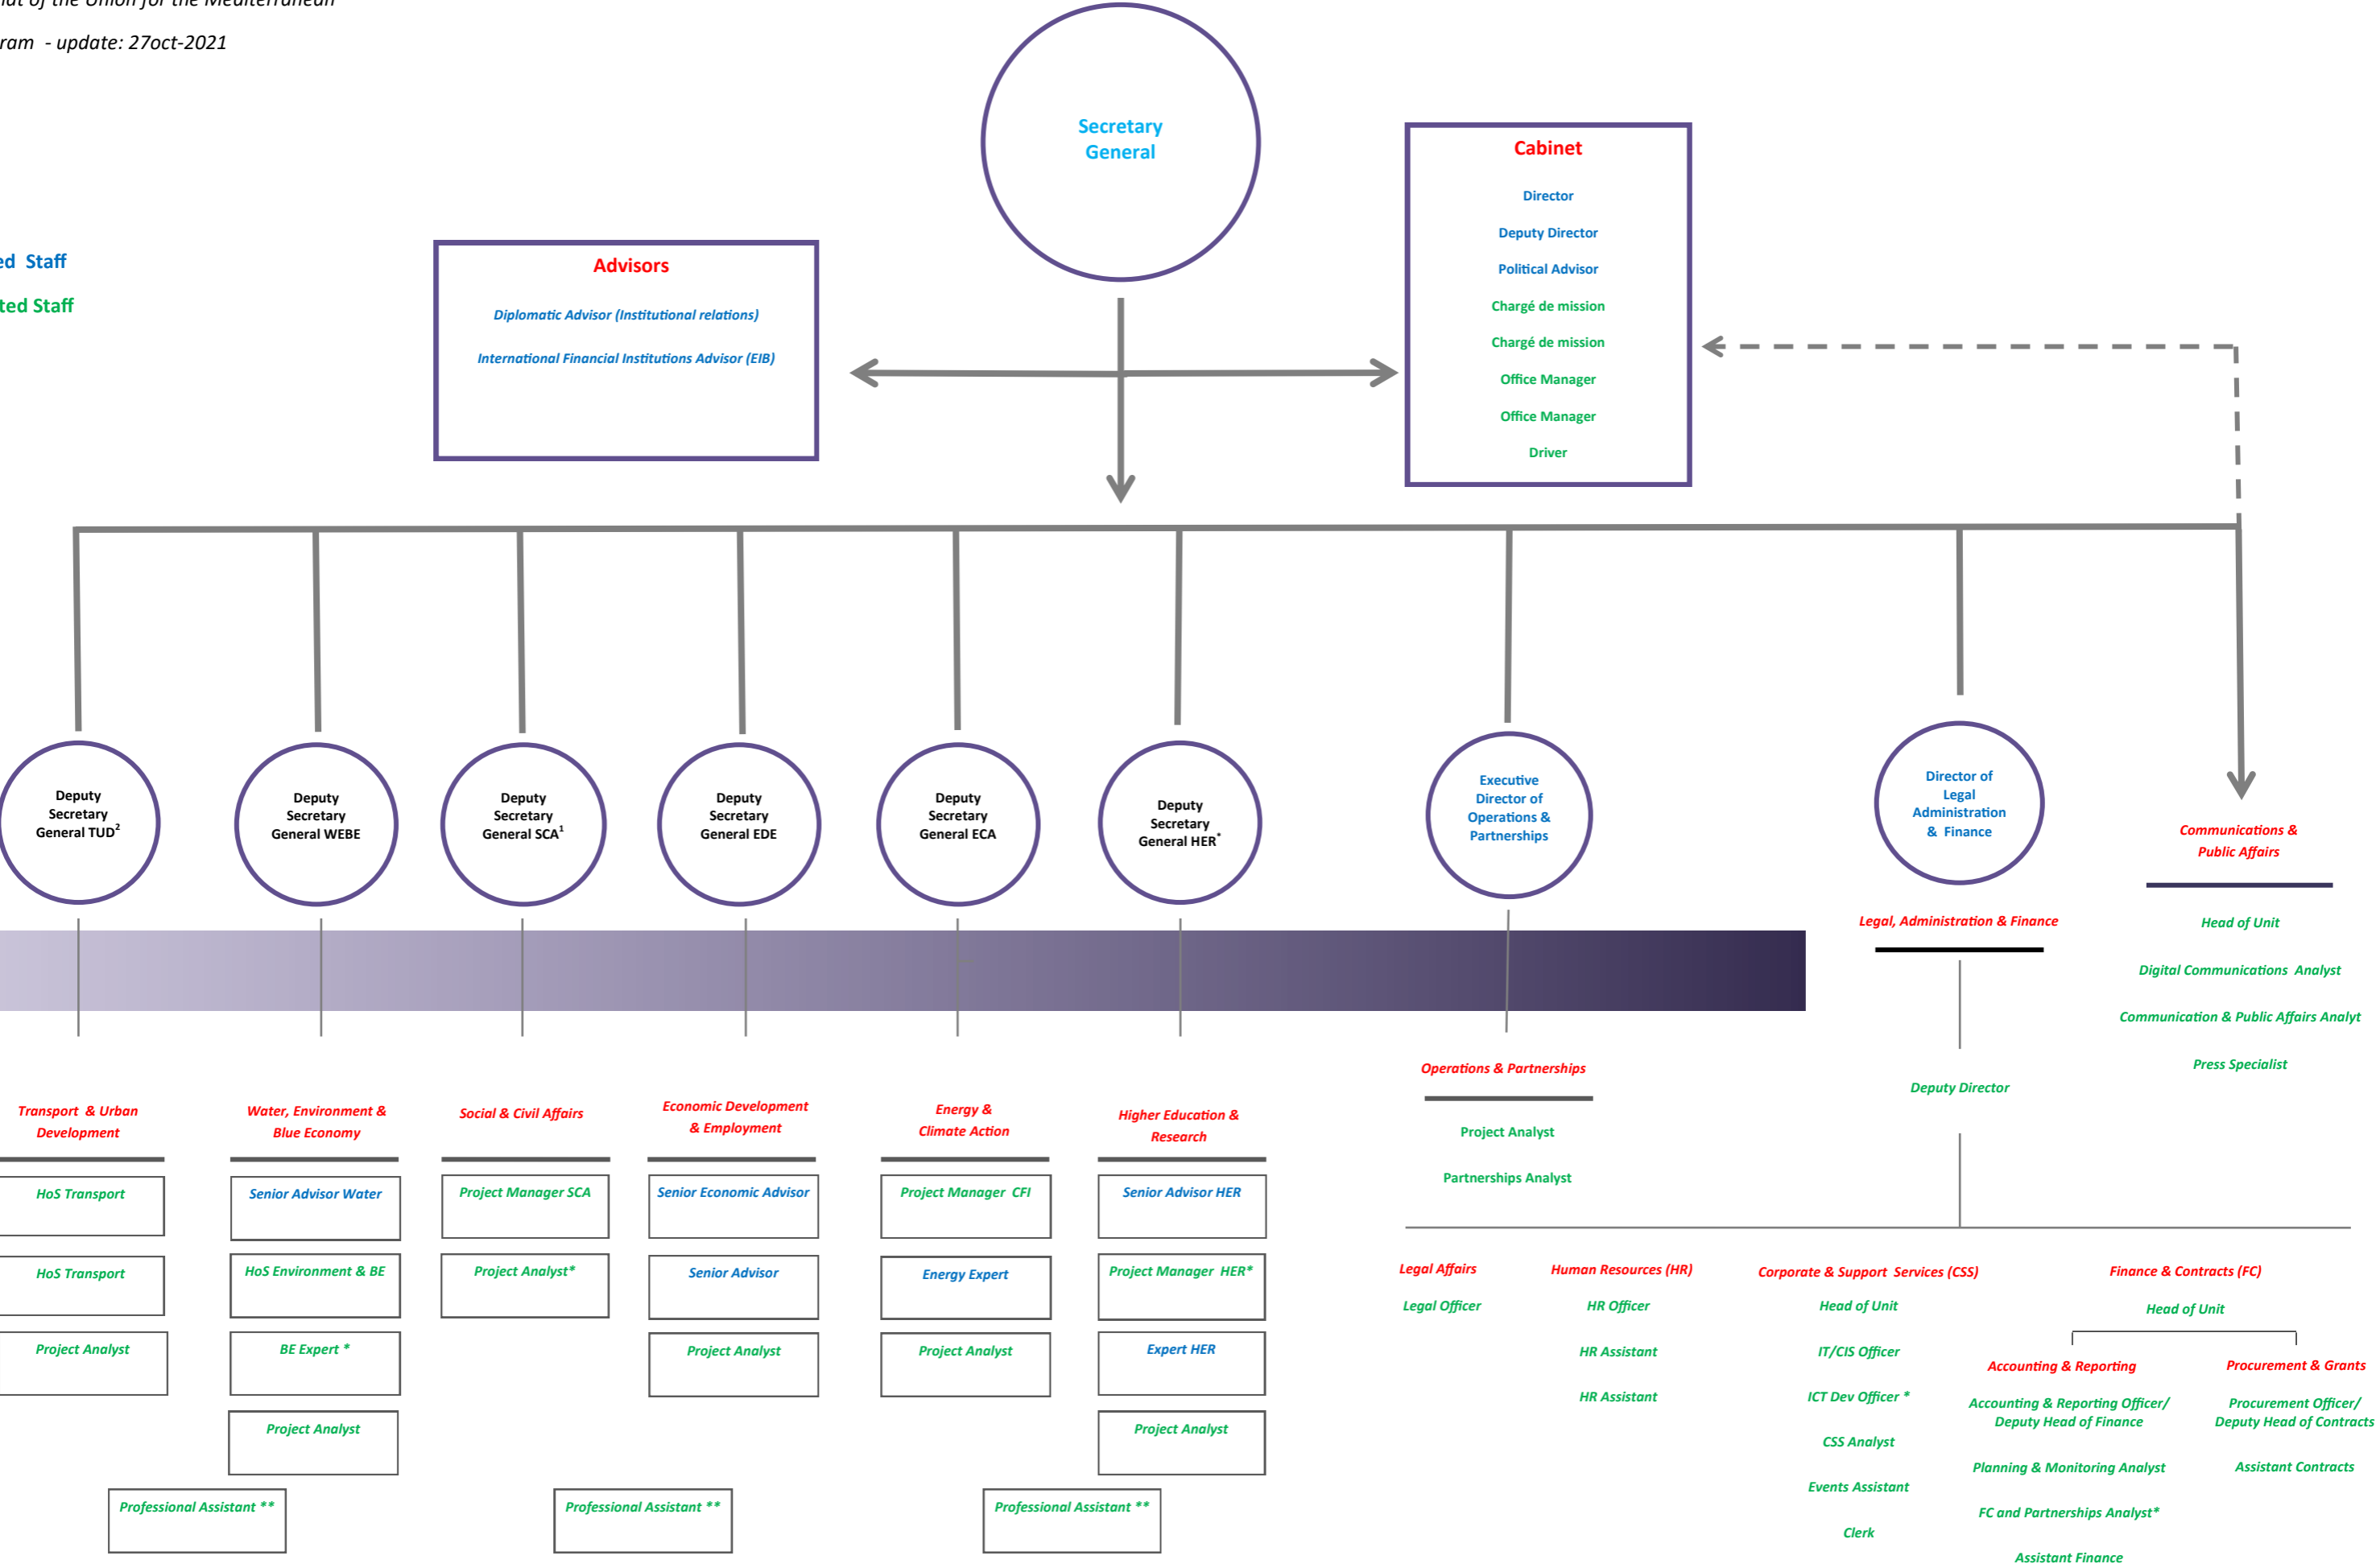 of the Union for the Mediterranean
- update: 27oct-2021
Secretary
General
Cabinet
Director
Deputy Director
Political Advisor
Chargé de mission
Chargé de mission
Office Manager
Office Manager
Driver
Staff
Staff
Advisors
Diplomatic Advisor (Institutional relations)
International Financial Institutions Advisor (EIB)
Deputy
Secretary
General TUD²
Deputy
Secretary
General WEBE
Deputy
Secretary
General SCA¹
Deputy
Secretary
General EDE
Deputy
Secretary
General ECA
Deputy
Secretary
General HER*
Executive
Director of
Operations &
Partnerships
Director of
Legal
Administration
& Finance
Communications &
Public Affairs
Head of Unit
Digital Communications Analyst
Communication & Public Affairs Analyt
Press Specialist
Legal, Administration & Finance
Deputy Director
Operations & Partnerships
Project Analyst
Partnerships Analyst
Transport & Urban
Development
HoS Transport
HoS Transport
Project Analyst
Water, Environment &
Blue Economy
Senior Advisor Water
HoS Environment & BE
BE Expert *
Project Analyst
Professional Assistant **
Social & Civil Affairs
Project Manager SCA
Project Analyst*
Economic Development
& Employment
Senior Economic Advisor
Senior Advisor
Project Analyst
Professional Assistant **
Energy &
Climate Action
Project Manager CFI
Energy Expert
Project Analyst
Higher Education &
Research
Senior Advisor HER
Project Manager HER*
Expert HER
Project Analyst
Professional Assistant **
Legal Affairs
Legal Officer
Human Resources (HR)
HR Officer
HR Assistant
HR Assistant
Corporate & Support Services (CSS)
Head of Unit
IT/CIS Officer
ICT Dev Officer *
CSS Analyst
Events Assistant
Clerk
Finance & Contracts (FC)
Head of Unit
Accounting & Reporting
Accounting & Reporting Officer/
Deputy Head of Finance
Planning & Monitoring Analyst
FC and Partnerships Analyst*
Assistant Finance
Procurement & Grants
Procurement Officer/
Deputy Head of Contracts
Assistant Contracts